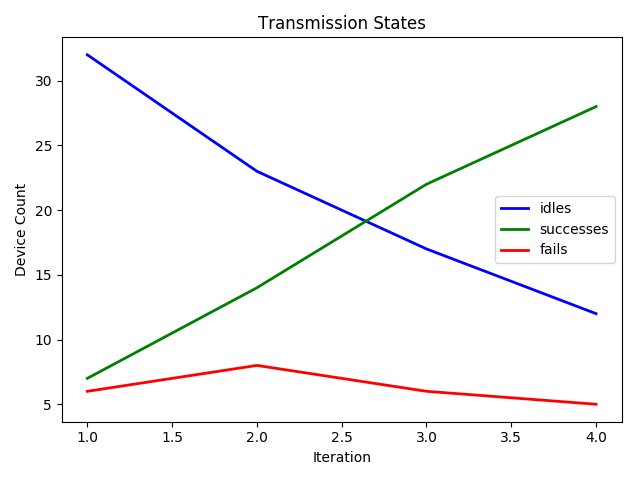 Transmission States
30
25
20
15
10
5
Device Count
idles
successes
fails
1.0 1.5 2.0 2.5 3.0 3.5 4.0
Iteration